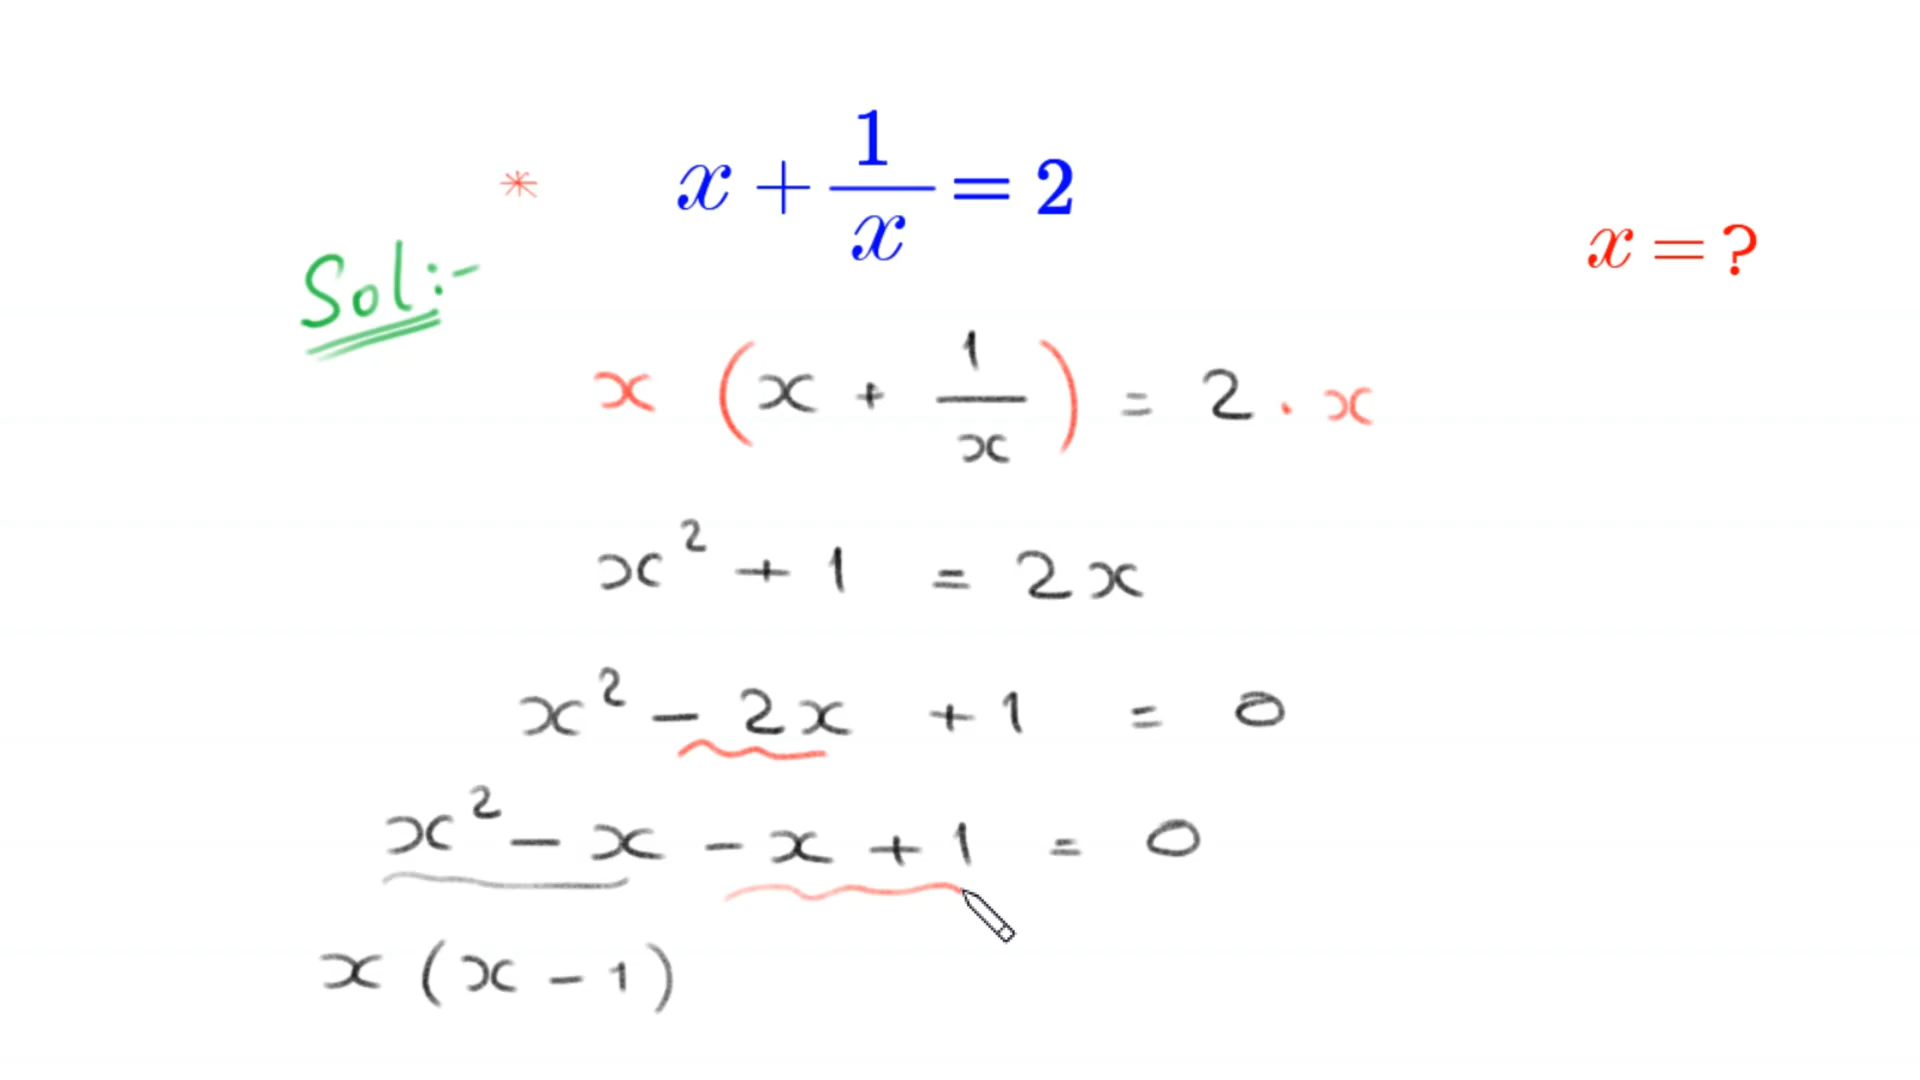 * x + 1/x = 2
x = ?
Sol:-
x (x + 1/x) = 2 · x
x² + 1 = 2x
x² - 2x + 1 = 0
x² - x - x + 1 = 0
x (x - 1)